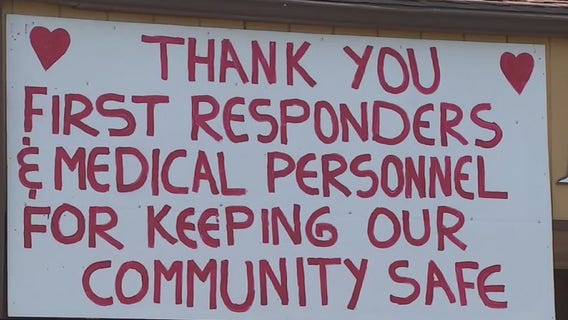 THANK YOU
FIRST RESPONDERS
& MEDICAL PERSONNEL
FOR KEEPING OUR
COMMUNITY SAFE